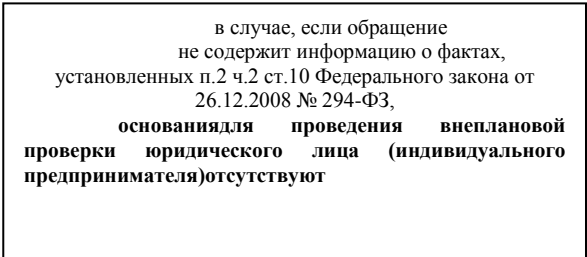 в случае, если обращение
не содержит информацию о фактах,
установленных п.2 ч.2 ст.10 Федерального закона от
26.12.2008 № 294-ФЗ,
основаниядля проведения внеплановой
проверки юридического лица (индивидуального
предпринимателя)отсутствуют